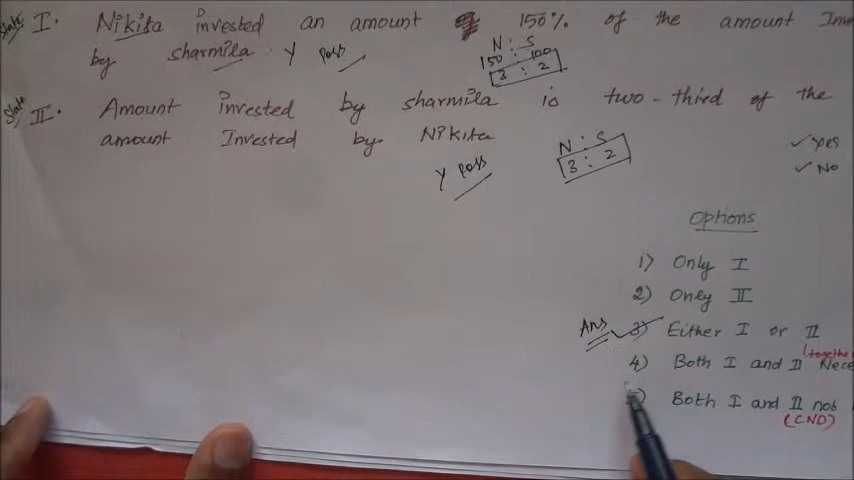 State I. Nikita invested an amount 150% of the amount Inve
by sharmila. Y Poss
N : S
150 : 100
3 : 2
State II. Amount invested by sharmila is two-third of the
amount Invested by Nikita
N : S
3 : 2
Y Poss
✓ Yes
✓ No
Options
1) Only I
2) Only II
Ans ✓ 3) Either I or II
(together
4) Both I and II Nece
5) Both I and II not
(CND)